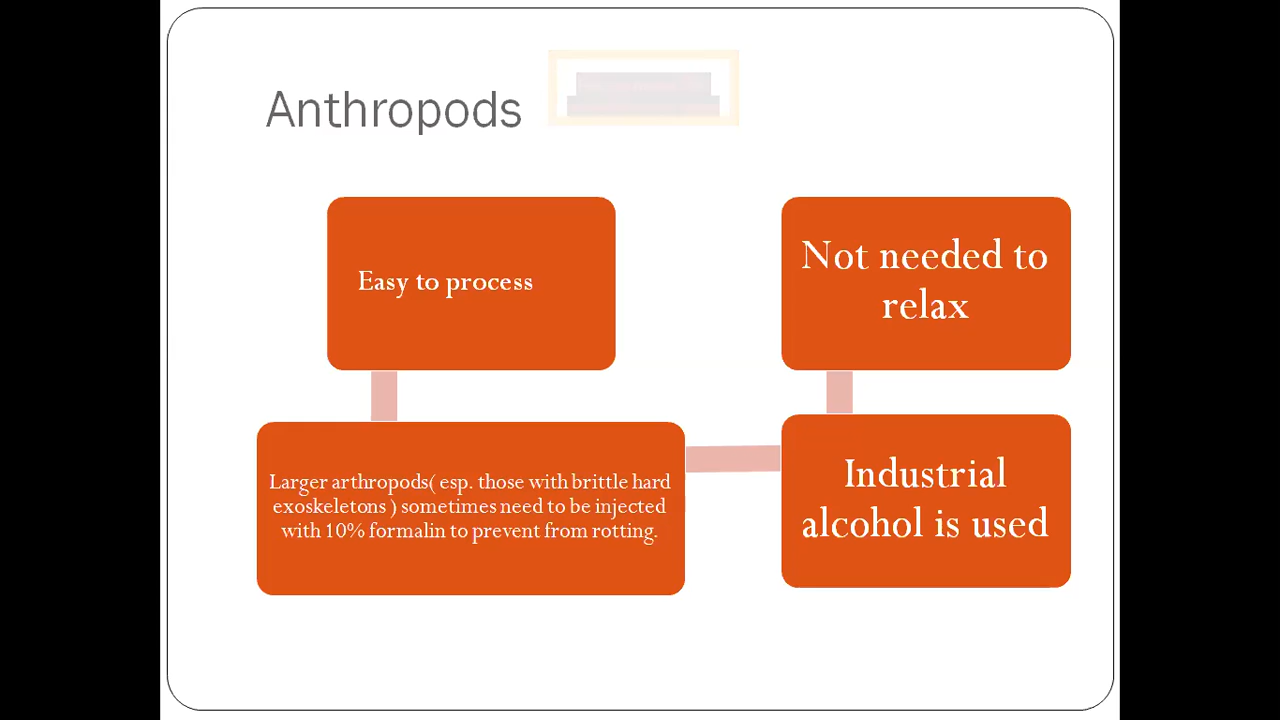 Anthropods
Easy to process
Larger arthropods( esp. those with brittle hard
exoskeletons ) sometimes need to be injected
with 10% formalin to prevent from rotting.
Not needed to
relax
Industrial
alcohol is used